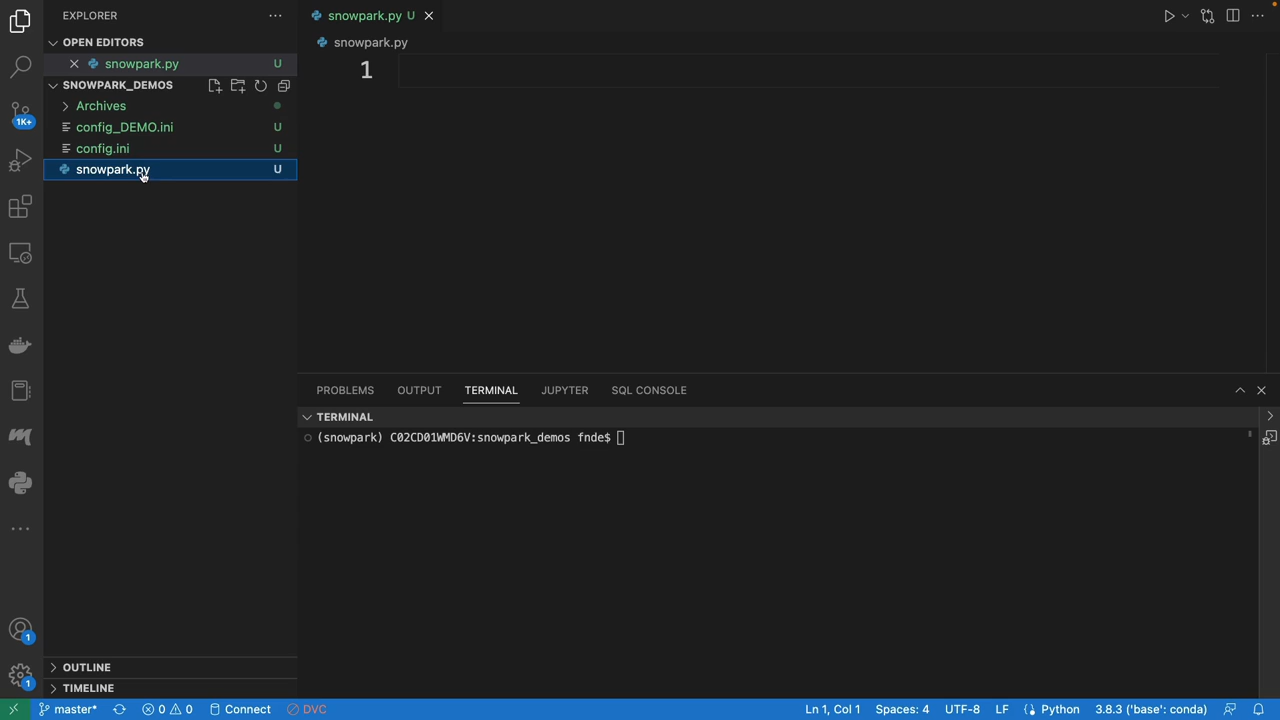 EXPLORER
OPEN EDITORS
snowpark.py U
SNOWPARK_DEMOS
Archives
config_DEMO.ini U
config.ini U
snowpark.py U
1K+
1
1
OUTLINE
TIMELINE
snowpark.py U
snowpark.py
1
PROBLEMS OUTPUT TERMINAL JUPYTER SQL CONSOLE
TERMINAL
(snowpark) C02CD01WMD6V:snowpark_demos fnde$
master* 0 0 Connect DVC Ln 1, Col 1 Spaces: 4 UTF-8 LF Python 3.8.3 ('base': conda)